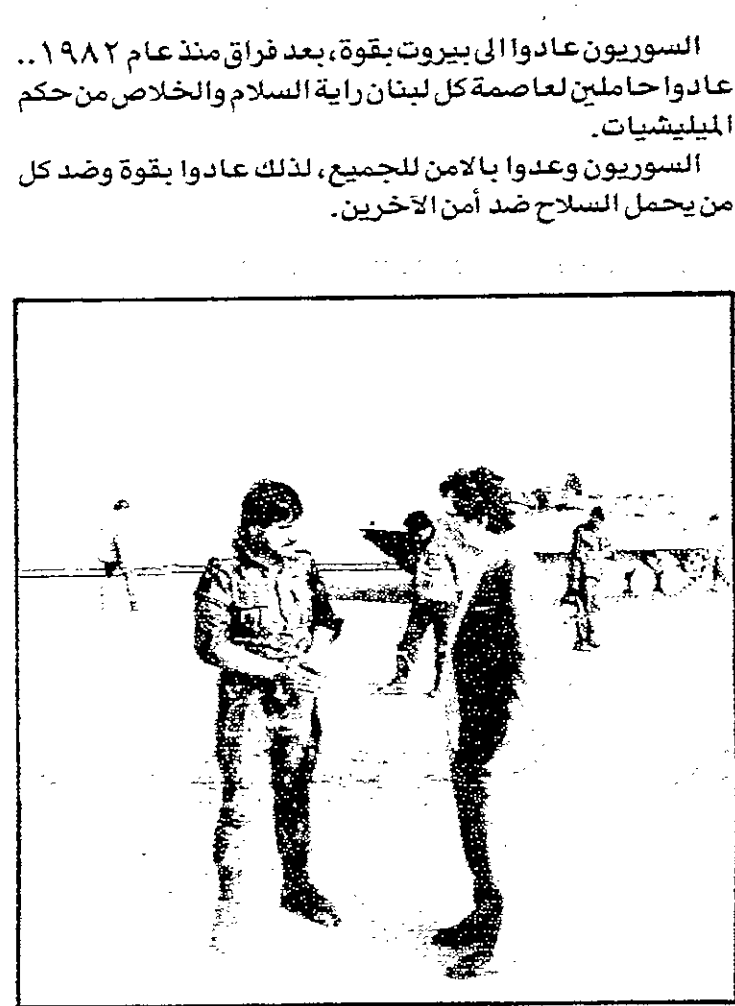 السوريون عادوا الى بيروت بقوة، بعد فراق منذ عام ١٩٨٢..
عادوا حاملين لعاصمة كل لبنان راية السلام والخلاص من حكم
الميليشيات.
السوريون وعدوا بالامن للجميع، لذلك عادوا بقوة وضد كل
من يحمل السلاح ضد أمن الآخرين.